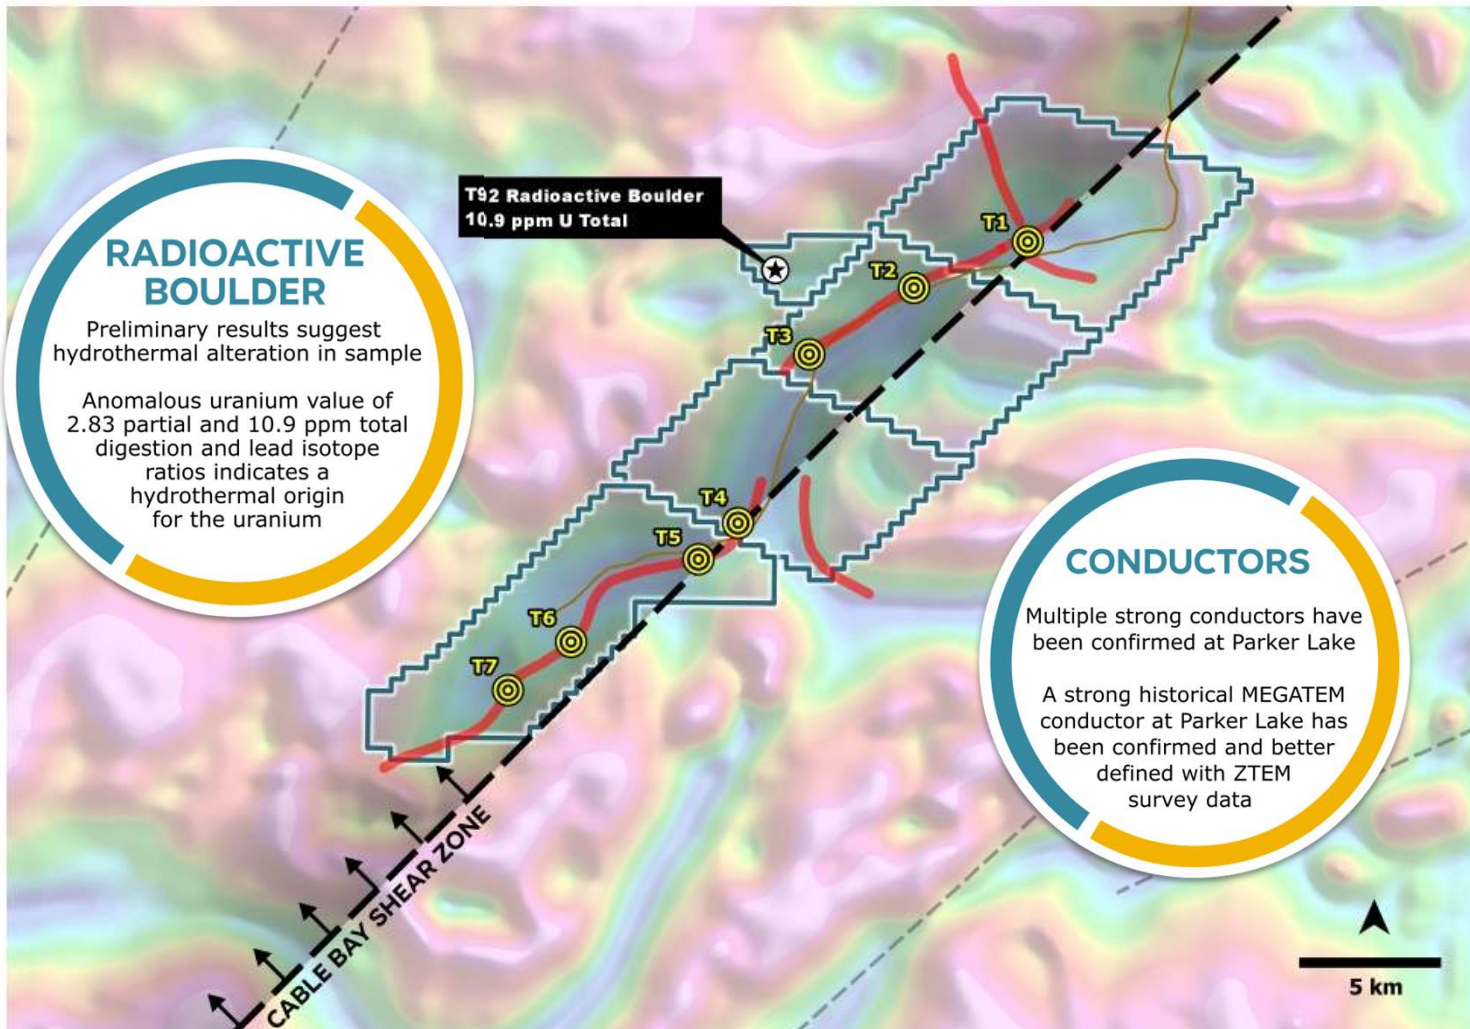 T92 Radioactive Boulder
10.9 ppm U Total
RADIOACTIVE
BOULDER
Preliminary results suggest
hydrothermal alteration in sample
Anomalous uranium value of
2.83 partial and 10.9 ppm total
digestion and lead isotope
ratios indicates a
hydrothermal origin
for the uranium
T1
T2
T3
T4
T5
T6
T7
CONDUCTORS
Multiple strong conductors have
been confirmed at Parker Lake
A strong historical MEGATEM
conductor at Parker Lake has
been confirmed and better
defined with ZTEM
survey data
CABLE BAY SHEAR ZONE
5 km